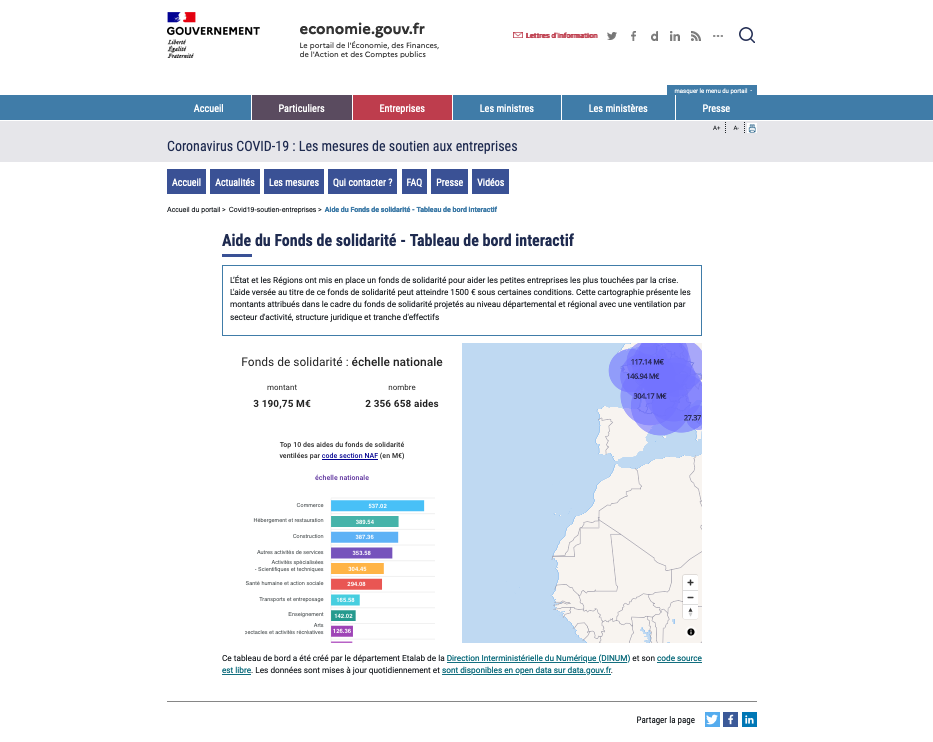 GOUVERNEMENT
Liberté
Égalité
Fraternité
economie.gouv.fr
Le portail de l'Économie, des Finances,
de l'Action et des Comptes publics
Lettres d'information
masquer le menu du portail
Accueil
Particuliers
Entreprises
Les ministres
Les ministères
Presse
A+
A-
Coronavirus COVID-19 : Les mesures de soutien aux entreprises
Accueil
Actualités
Les mesures
Qui contacter ?
FAQ
Presse
Vidéos
Accueil du portail > Covid19-soutien-entreprises > Aide du Fonds de solidarité - Tableau de bord interactif
Aide du Fonds de solidarité - Tableau de bord interactif
L'État et les Régions ont mis en place un fonds de solidarité pour aider les petites entreprises les plus touchées par la crise.
L'aide versée au titre de ce fonds de solidarité peut atteindre 1500 € sous certaines conditions. Cette cartographie présente les
montants attribués dans le cadre du fonds de solidarité projetés au niveau départemental et régional avec une ventilation par
secteur d'activité, structure juridique et tranche d'effectifs
Fonds de solidarité : échelle nationale
montant
nombre
3 190,75 M€
2 356 658 aides
Top 10 des aides du fonds de solidarité
ventilées par code section NAF (en M€)
échelle nationale
Commerce
537.02
Hébergement et restauration
389.54
Construction
387.36
Autres activités de services
353.58
Activités spécialisées
- Scientifiques et techniques
304.45
Santé humaine et action sociale
294.08
Transports et entreposage
165.58
Enseignement
142.02
Arts
pectacles et activités récréatives
126.36
117.14 M€
146.94 M€
304.17 M€
27.37
Ce tableau de bord a été créé par le département Etalab de la Direction Interministérielle du Numérique (DINUM) et son code source
est libre. Les données sont mises à jour quotidiennement et sont disponibles en open data sur data.gouv.fr.
Partager la page